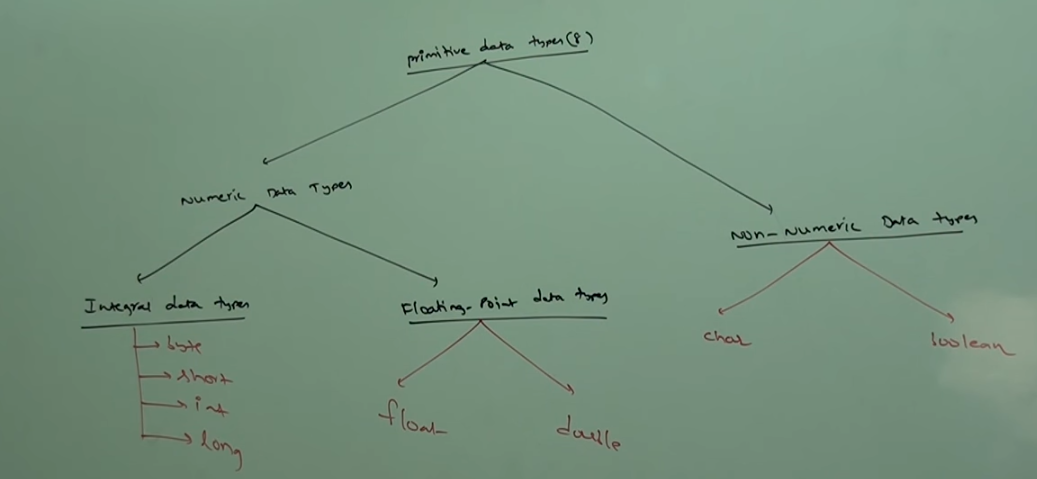 primitive data types(8)
Numeric Data Types
Non-Numeric Data types
Integral data types
Floating-Point data types
byte
short
int
long
float
double
char
boolean